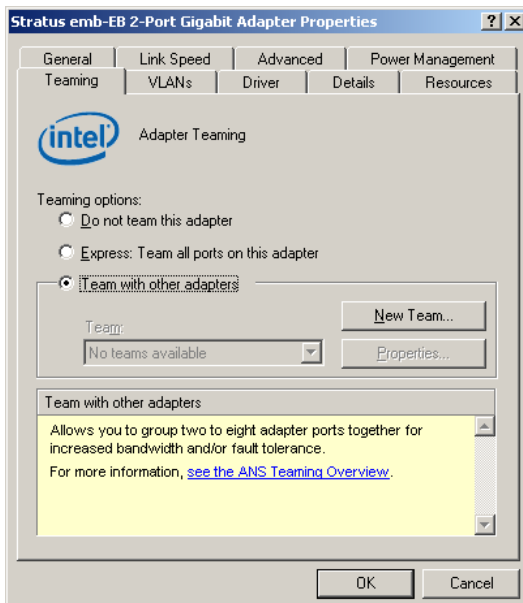 Stratus emb-EB 2-Port Gigabit Adapter Properties
General Link Speed Advanced Power Management
Teaming VLANs Driver Details Resources
intel Adapter Teaming
Teaming options:
Do not team this adapter
Express: Team all ports on this adapter
Team with other adapters
New Team...
Team:
No teams available Properties...
Team with other adapters
Allows you to group two to eight adapter ports together for
increased bandwidth and/or fault tolerance.
For more information, see the ANS Teaming Overview.
OK Cancel